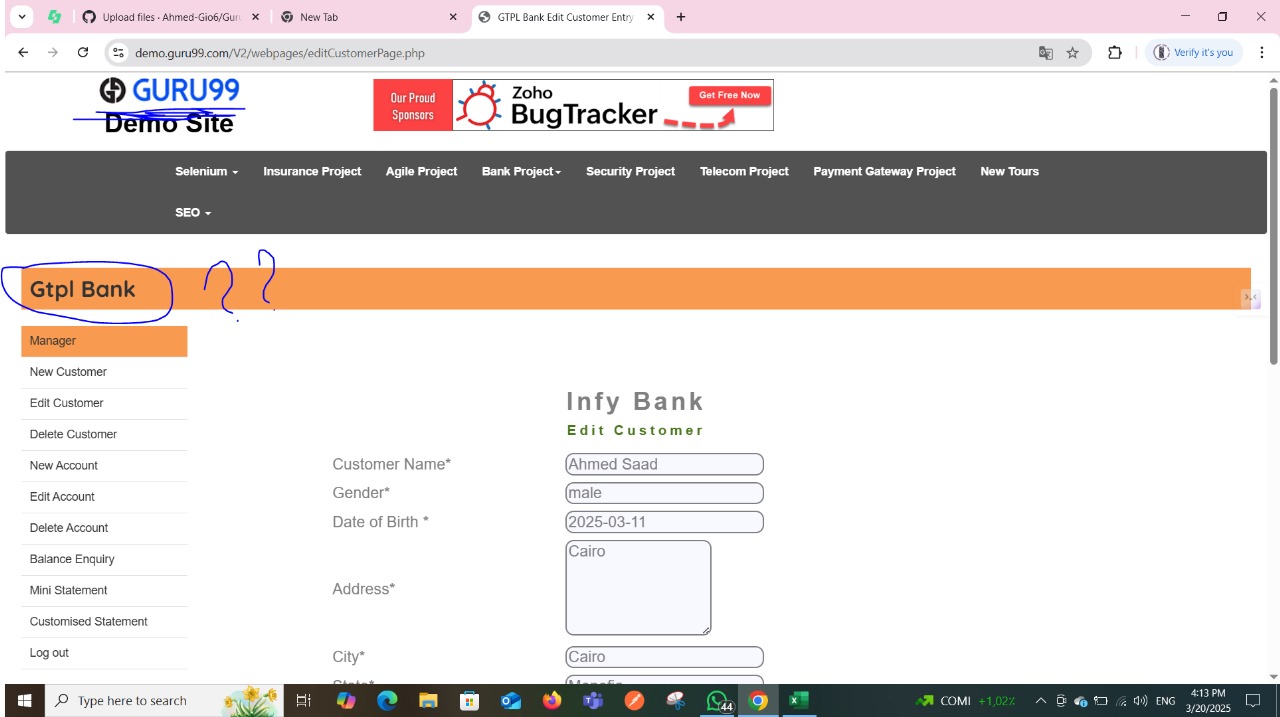 Upload files · Ahmed-Gio6/Guru
New Tab
GTPL Bank Edit Customer Entry
demo.guru99.com/V2/webpages/editCustomerPage.php
Verify it's you
GURU99
Demo Site
Our Proud
Sponsors
Zoho
BugTracker
Get Free Now
Selenium
Insurance Project
Agile Project
Bank Project
Security Project
Telecom Project
Payment Gateway Project
New Tours
SEO
Gtpl Bank
? ?
Manager
New Customer
Edit Customer
Delete Customer
New Account
Edit Account
Delete Account
Balance Enquiry
Mini Statement
Customised Statement
Log out
Infy Bank
Edit Customer
Customer Name* Ahmed Saad
Gender* male
Date of Birth * 2025-03-11
Address* Cairo
City* Cairo
Type here to search
44
COMI +1,02%
ENG
4:13 PM
3/20/2025